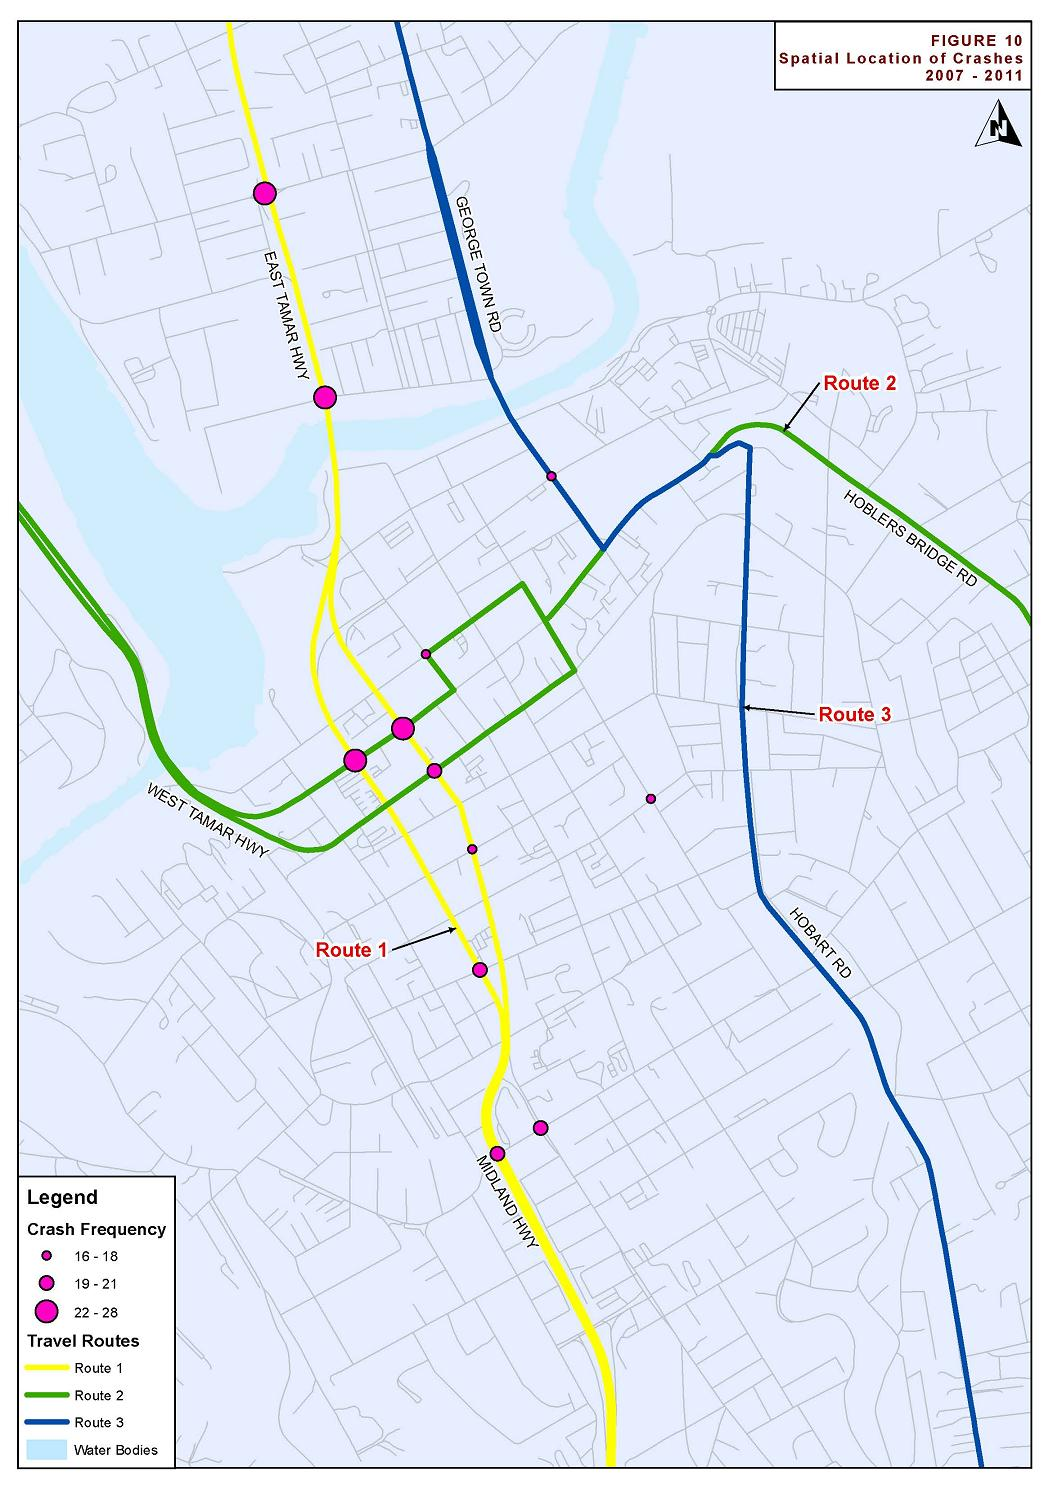 FIGURE 10
Spatial Location of Crashes
2007 - 2011
N
GEORGE TOWN RD
EAST TAMAR HWY
Route 2
HOBLERS BRIDGE RD
Route 3
WEST TAMAR HWY
Route 1
HOBART RD
MIDLAND HWY
Legend
Crash Frequency
16 - 18
19 - 21
22 - 28
Travel Routes
Route 1
Route 2
Route 3
Water Bodies